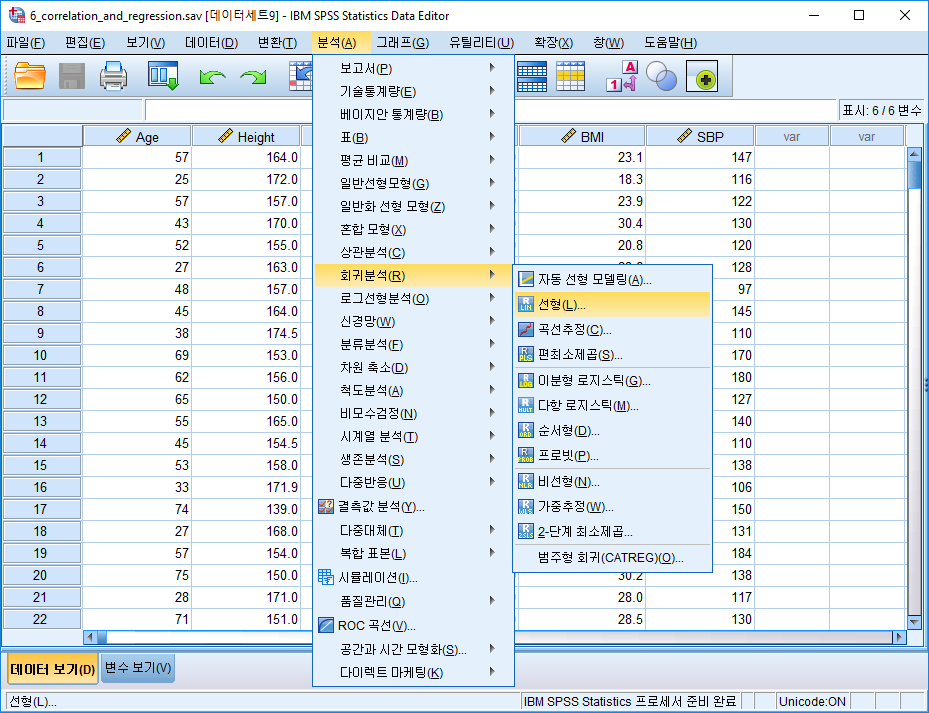 6_correlation_and_regression.sav [데이터세트9] - IBM SPSS Statistics Data Editor
파일(F) 편집(E) 보기(V) 데이터(D) 변환(T) 분석(A) 그래프(G) 유틸리티(U) 확장(X) 창(W) 도움말(H)
표시: 6 / 6 변수
Age Height BMI SBP var var
1 57 164.0 23.1 147
2 25 172.0 18.3 116
3 57 157.0 23.9 122
4 43 170.0 30.4 130
5 52 155.0 20.8 120
6 27 163.0 128
7 48 157.0 97
8 45 164.0 145
9 38 174.5 110
10 69 153.0 170
11 62 156.0 180
12 65 150.0 127
13 55 165.0 140
14 45 154.5 110
15 53 158.0 138
16 33 171.9 106
17 74 139.0 150
18 27 168.0 131
19 57 154.0 184
20 75 150.0 30.2 138
21 28 171.0 28.0 117
22 71 151.0 28.5 130
보고서(P)
기술통계량(E)
베이지안 통계량(B)
표(B)
평균 비교(M)
일반선형모형(G)
일반화 선형 모형(Z)
혼합 모형(X)
상관분석(C)
회귀분석(R)
로그선형분석(O)
신경망(W)
분류분석(F)
차원 축소(D)
척도분석(A)
비모수검정(N)
시계열 분석(T)
생존분석(S)
다중반응(U)
결측값 분석(Y)...
다중대체(T)
복합 표본(L)
시뮬레이션(I)...
품질관리(Q)
ROC 곡선(V)...
공간과 시간 모형화(S)...
다이렉트 마케팅(K)
자동 선형 모델링(A)...
선형(L)...
곡선추정(C)...
편최소제곱(S)...
이분형 로지스틱(G)...
다항 로지스틱(M)...
순서형(D)...
프로빗(P)...
비선형(N)...
가중추정(W)...
2-단계 최소제곱...
범주형 회귀(CATREG)(O)...
데이터 보기(D) 변수 보기(V)
선형(L)... IBM SPSS Statistics 프로세서 준비 완료 Unicode:ON